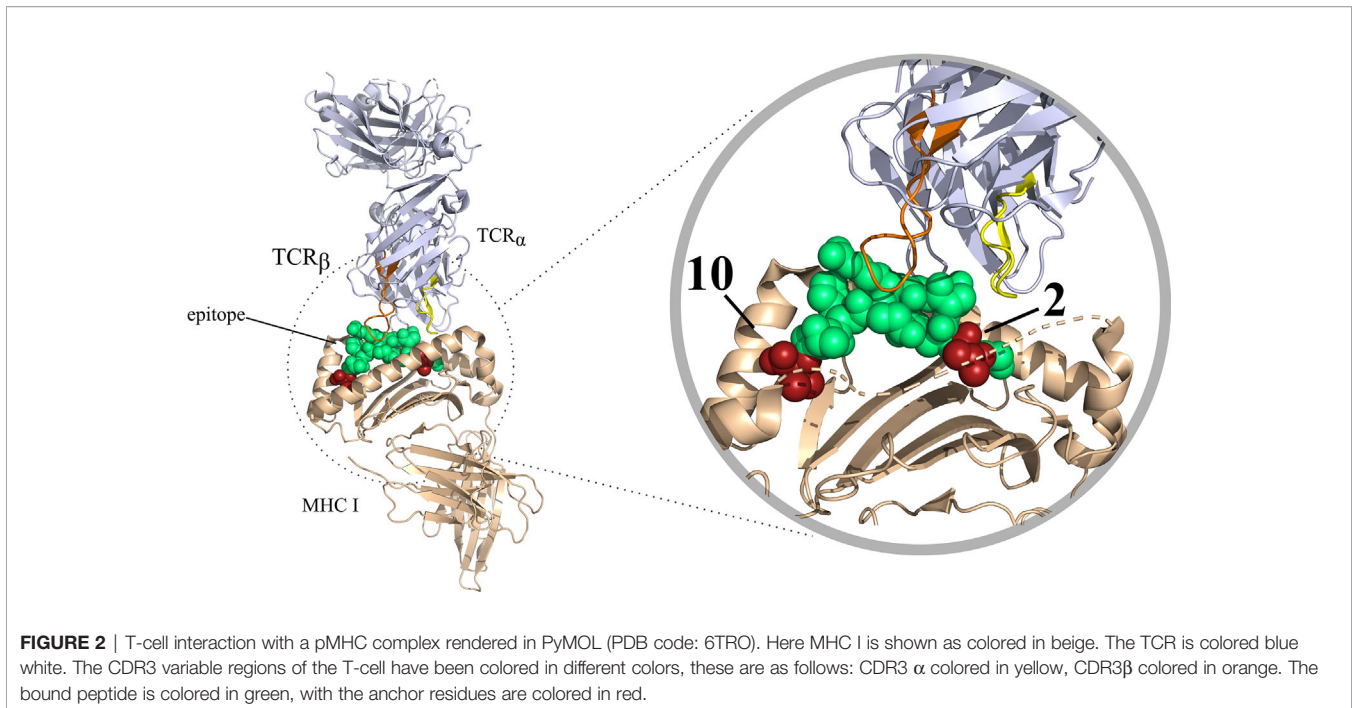 TCRα
TCRβ
epitope
MHC I
10
2
FIGURE 2 | T-cell interaction with a pMHC complex rendered in PyMOL (PDB code: 6TRO). Here MHC I is shown as colored in beige. The TCR is colored blue
white. The CDR3 variable regions of the T-cell have been colored in different colors, these are as follows: CDR3 α colored in yellow, CDR3β colored in orange. The
bound peptide is colored in green, with the anchor residues are colored in red.